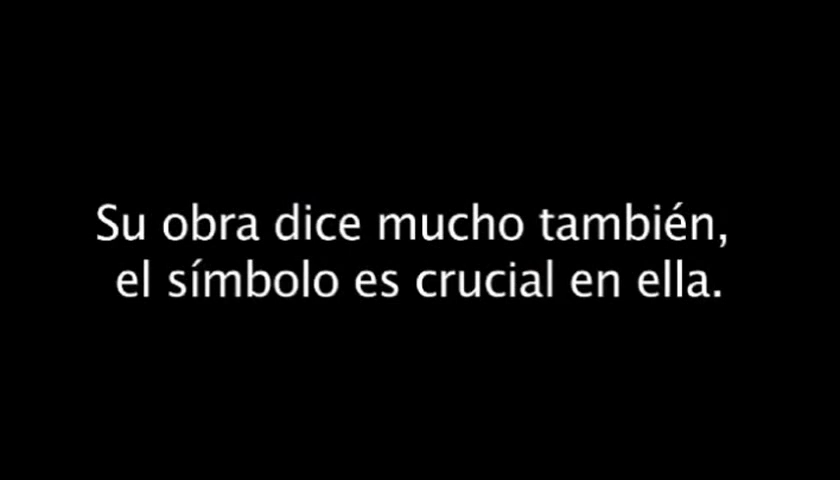 Su obra dice mucho también,
el símbolo es crucial en ella.